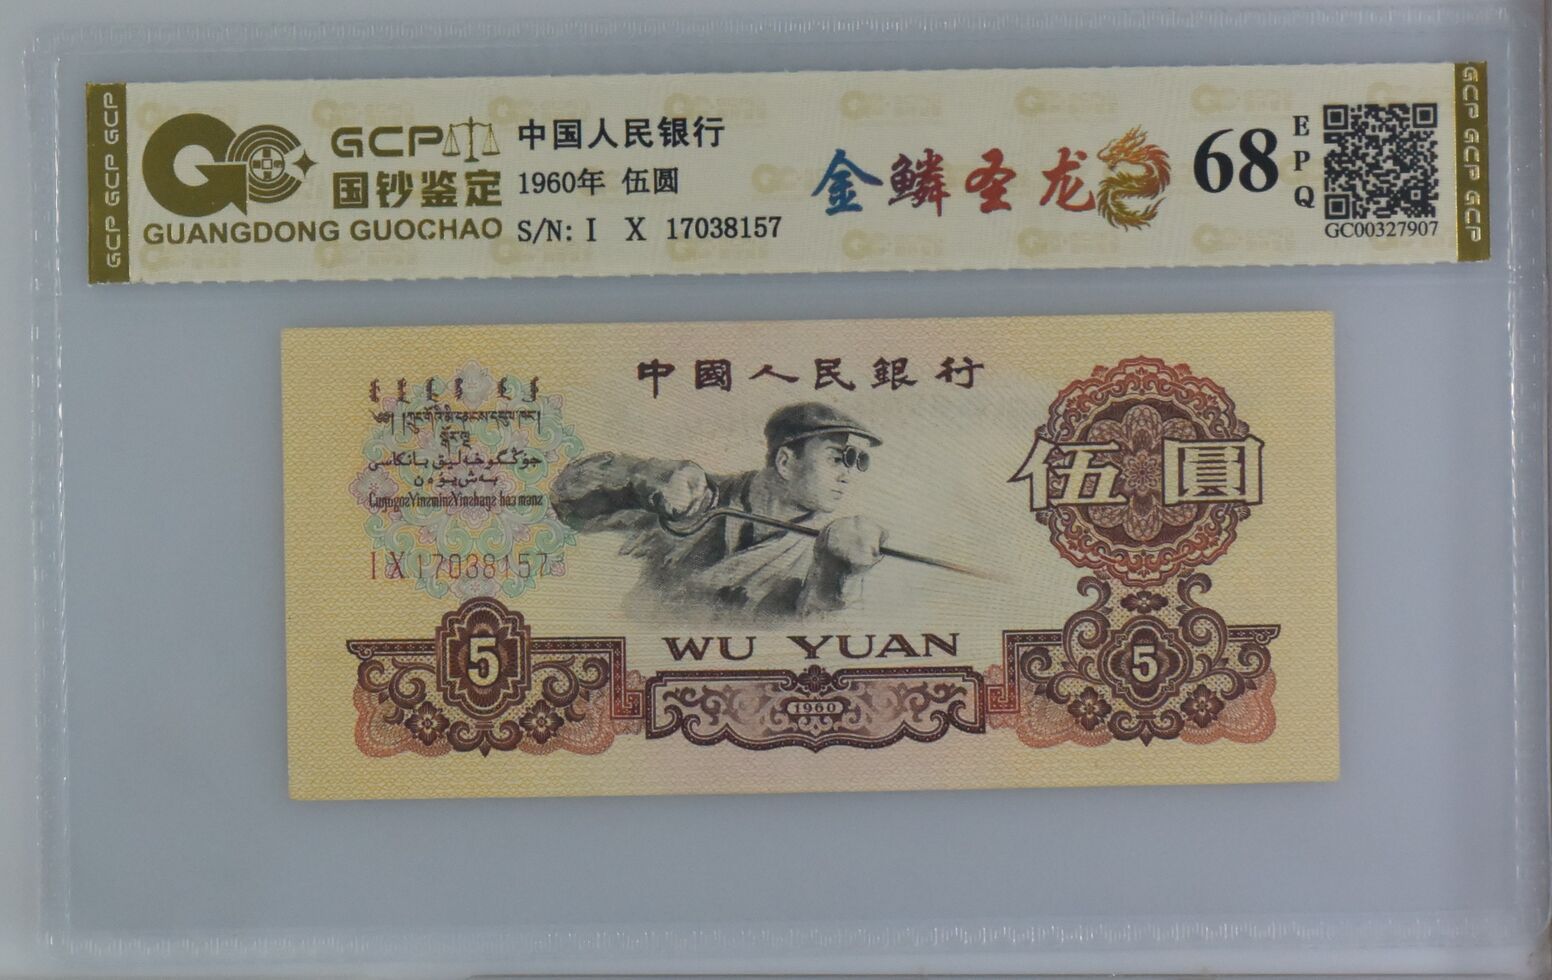 GCP GCP GCP
GCP
国钞鉴定
GUANGDONG GUOCHAO
中国人民银行
1960年 伍圆
S/N: I X 17038157
金鳞圣龙
68
EPQ
GC00327907
GCP GCP GCP
中國人民銀行
伍圓
I X 17038157
5
WU YUAN
1960
5